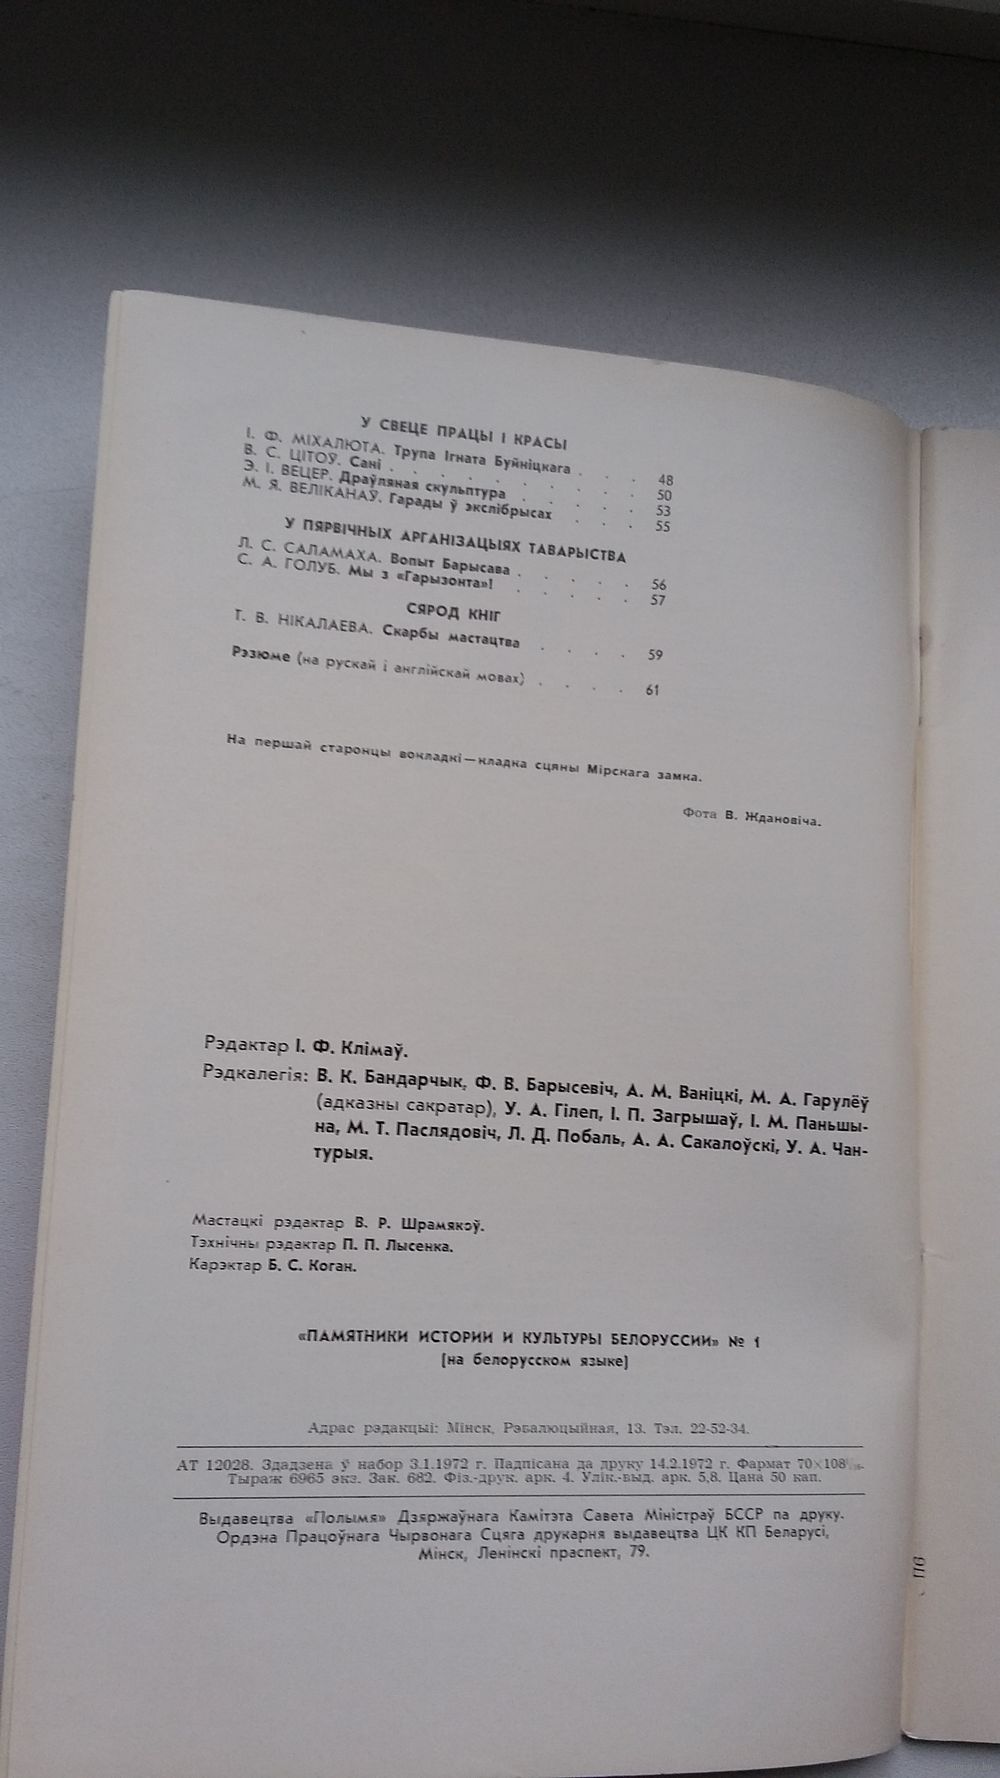 У СВЕЦЕ ПРАЦЫ І КРАСЫ
І. Ф. МІХАЛЮТА. Трупа Ігната Буйніцкага . . . 48
В. С. ЦІТОЎ. Сані . . . . . . . . 50
Э. І. ВЕЦЕР. Драўляная скульптура . . . . . 53
М. Я. ВЕЛІКАНАЎ. Гарады ў экслібрысах . . . 55
У ПЯРВІЧНЫХ АРГАНІЗАЦЫЯХ ТАВАРЫСТВА
Л. С. САЛАМАХА. Вопыт Барысава . . . . . 56
С. А. ГОЛУБ. Мы з «Гарызонта»! . . . . . 57
СЯРОД КНІГ
Т. В. НІКАЛАЕВА. Скарбы мастацтва . . . . 59
Рэзюме (на рускай і англійскай мовах) . . . . 61
На першай старонцы вокладкі — кладка сцяны Мірскага замка.
Фота В. Ждановіча.
Рэдактар І. Ф. Клімаў.
Рэдкалегія: В. К. Бандарчык, Ф. В. Барысевіч, А. М. Ваніцкі, М. А. Гарулёў
(адказны сакратар), У. А. Гілеп, І. П. Загрышаў, І. М. Паньшы-
на, М. Т. Паслядовіч, Л. Д. Побаль, А. А. Сакалоўскі, У. А. Чан-
турыя.
Мастацкі рэдактар В. Р. Шрамякоў.
Тэхнічны рэдактар П. П. Лысенка.
Карэктар Б. С. Коган.
«ПАМЯТНИКИ ИСТОРИИ И КУЛЬТУРЫ БЕЛОРУССИИ» № 1
(на белорусском языке)
Адрас рэдакцыі: Мінск, Рэвалюцыйная, 13. Тэл. 22-52-34.
АТ 12028. Здадзена ў набор 3.1.1972 г. Падпісана да друку 14.2.1972 г. Фармат 70×108 1/16.
Тыраж 6965 экз. Зак. 682. Фіз.-друк. арк. 4. Улік.-выд. арк. 5,8. Цана 50 кап.
Выдавецтва «Полымя» Дзяржаўнага Камітэта Савета Міністраў БССР па друку.
Ордэна Працоўнага Чырвонага Сцяга друкарня выдавецтва ЦК КП Беларусі,
Мінск, Ленінскі праспект, 79.